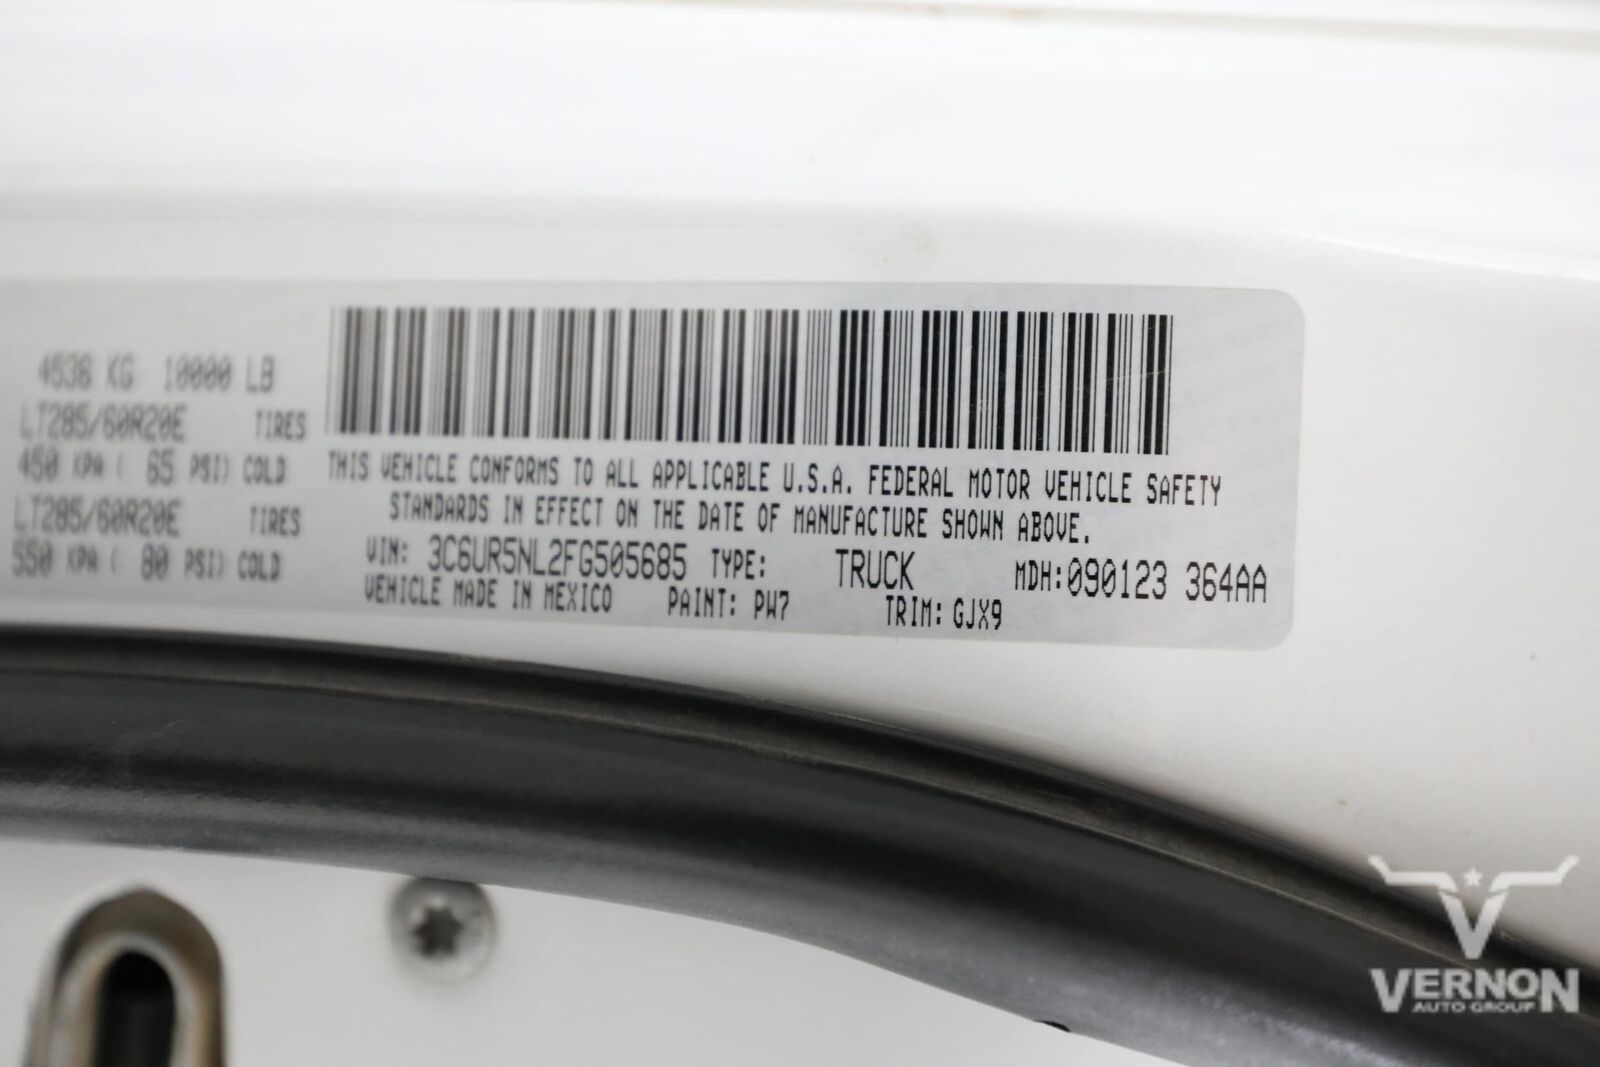 4536 KG 10000 LB
LT285/60R20E TIRES
450 KPA ( 65 PSI) COLD
LT285/60R20E TIRES
550 KPA ( 80 PSI) COLD
THIS VEHICLE CONFORMS TO ALL APPLICABLE U.S.A. FEDERAL MOTOR VEHICLE SAFETY
STANDARDS IN EFFECT ON THE DATE OF MANUFACTURE SHOWN ABOVE.
VIN: 3C6UR5NL2FG505685 TYPE: TRUCK MDH:090123 364AA
VEHICLE MADE IN MEXICO PAINT: PW7 TRIM: GJX9
VERNON
AUTO GROUP